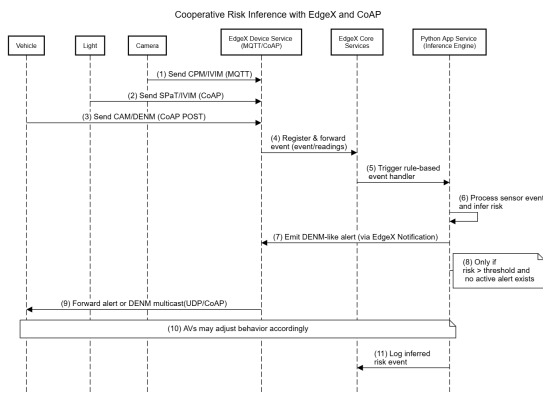 Cooperative Risk Inference with EdgeX and CoAP
Vehicle
Light
Camera
EdgeX Device Service
(MQTT/CoAP)
EdgeX Core
Services
Python App Service
(Inference Engine)
(1) Send CPM/IVIM (MQTT)
(2) Send SPaT/IVIM (CoAP)
(3) Send CAM/DENM (CoAP POST)
(4) Register & forward
event (event/readings)
(5) Trigger rule-based
event handler
(6) Process sensor event
and infer risk
(7) Emit DENM-like alert (via EdgeX Notification)
(8) Only if
risk > threshold and
no active alert exists
(9) Forward alert or DENM multicast(UDP/CoAP)
(10) AVs may adjust behavior accordingly
(11) Log inferred
risk event